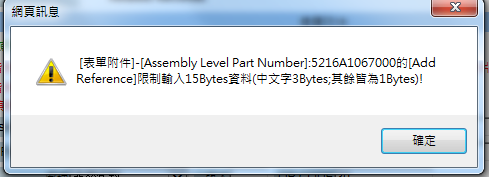 網頁訊息
[表單附件]-[Assembly Level Part Number]:5216A1067000的[Add
Reference]限制輸入15Bytes資料(中文字3Bytes;其餘皆為1Bytes)!
確定